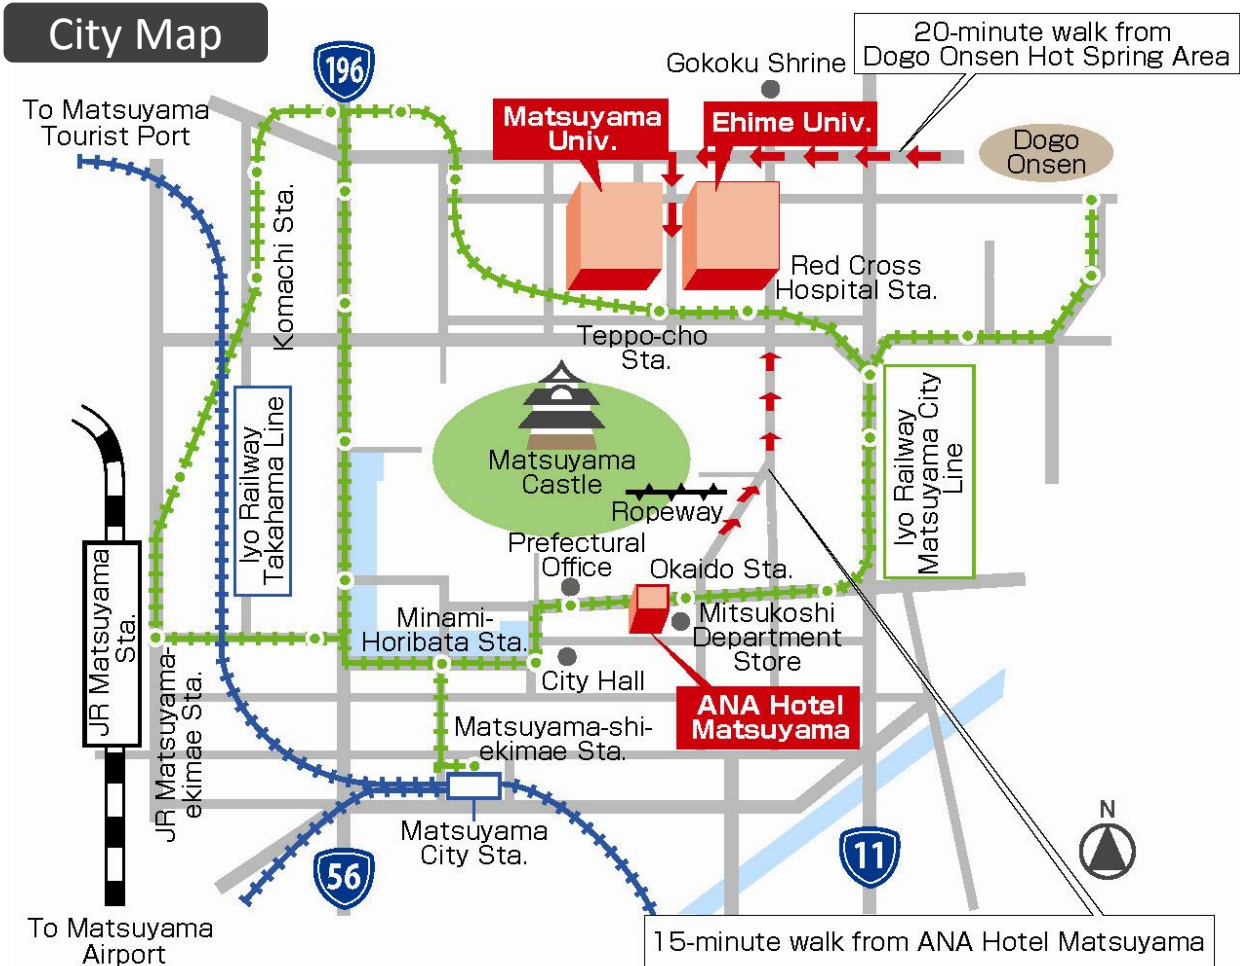 City Map
20-minute walk from
Dogo Onsen Hot Spring Area
196
Gokoku Shrine
To Matsuyama
Tourist Port
Matsuyama
Univ.
Ehime Univ.
Dogo
Onsen
Komachi Sta.
Red Cross
Hospital Sta.
Teppo-cho
Sta.
Iyo Railway
Takahama Line
Matsuyama
Castle
Ropeway
Iyo Railway
Matsuyama City
Line
JR Matsuyama
Sta.
Prefectural
Office
Okaido Sta.
Minami-
Horibata Sta.
Mitsukoshi
Department
Store
City Hall
JR Matsuyama-
ekimae Sta.
ANA Hotel
Matsuyama
Matsuyama-shi-
ekimae Sta.
Matsuyama
City Sta.
56
11
N
To Matsuyama
Airport
15-minute walk from ANA Hotel Matsuyama